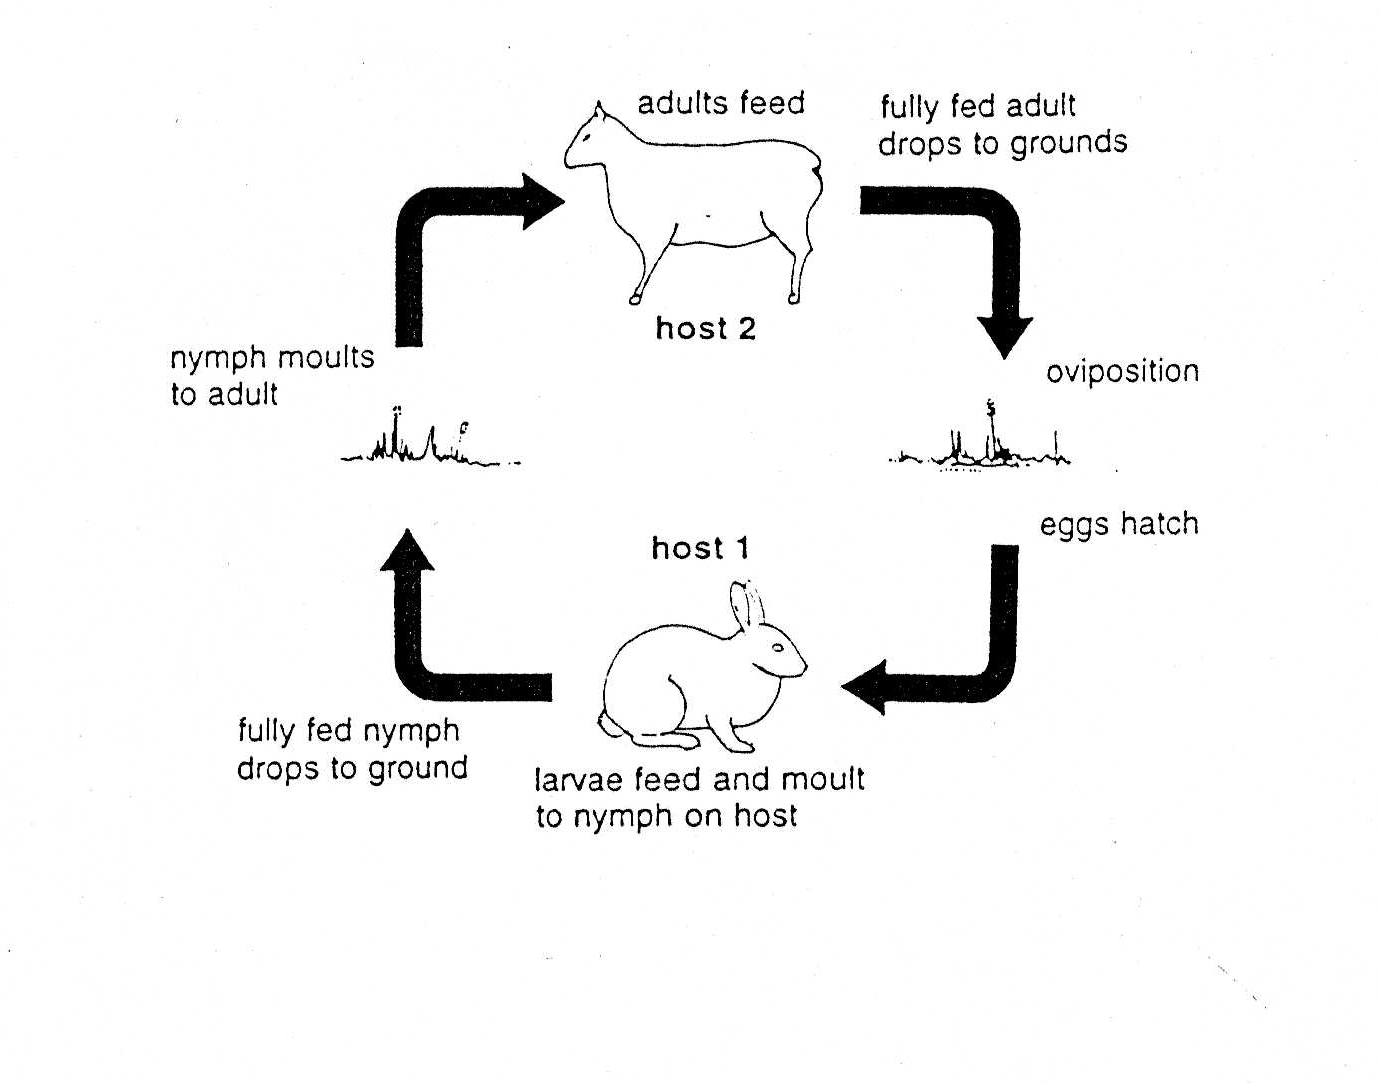 adults feed
fully fed adult
drops to grounds
host 2
nymph moults
to adult
oviposition
eggs hatch
host 1
fully fed nymph
drops to ground
larvae feed and moult
to nymph on host